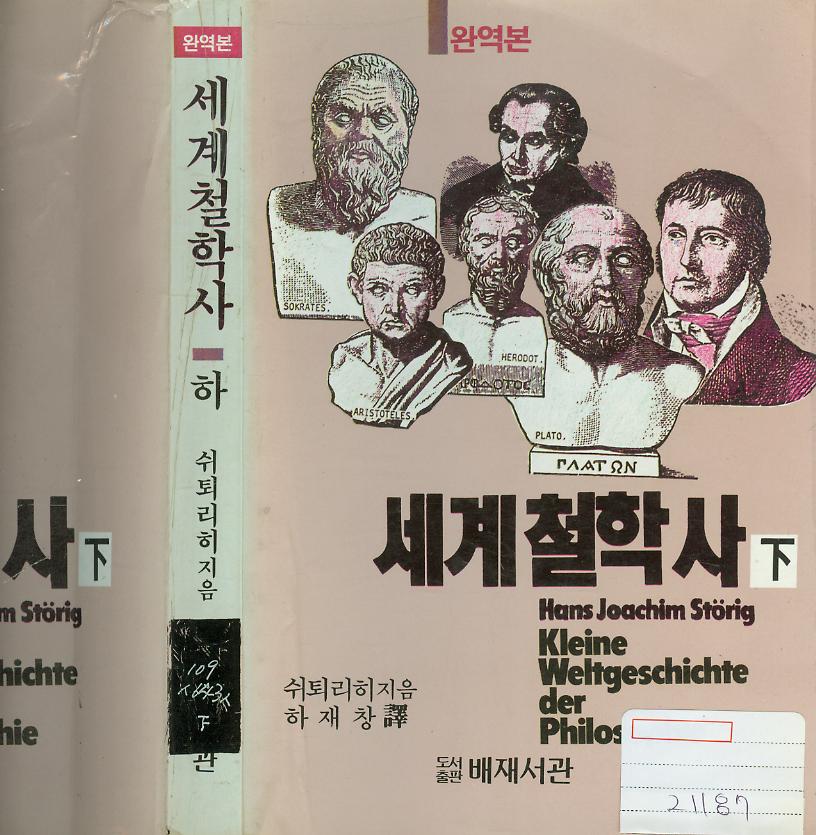 완역본
세계철학사
하
쉬퇴리히지음
109
下
관
사 下
m Störig
hichte
hie
완역본
SOKRATES.
ARISTOTELES.
HERODOT.
PLATO.
ΓΛΑΤΩΝ
세계철학사 下
Hans Joachim Störig
Kleine
Weltgeschichte
der
Philos
쉬퇴리히지음
하재창 譯
도서출판 배재서관
21187